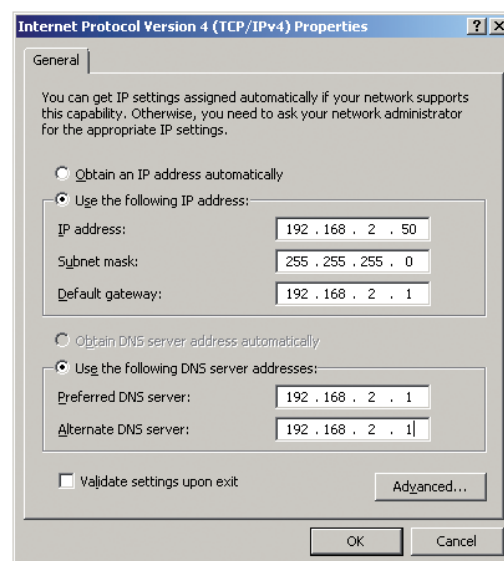 Internet Protocol Version 4 (TCP/IPv4) Properties ? X
General
You can get IP settings assigned automatically if your network supports
this capability. Otherwise, you need to ask your network administrator
for the appropriate IP settings.
Obtain an IP address automatically
Use the following IP address:
IP address: 192 . 168 . 2 . 50
Subnet mask: 255 . 255 . 255 . 0
Default gateway: 192 . 168 . 2 . 1
Obtain DNS server address automatically
Use the following DNS server addresses:
Preferred DNS server: 192 . 168 . 2 . 1
Alternate DNS server: 192 . 168 . 2 . 1
Validate settings upon exit
Advanced...
OK Cancel